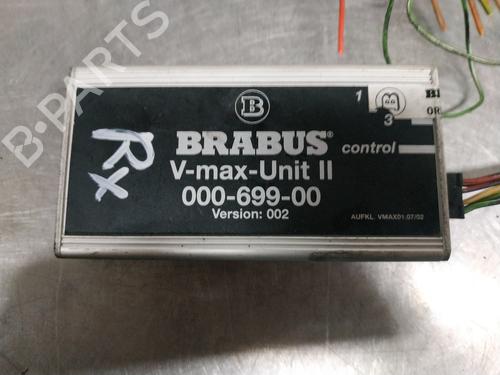 B-PARTS
B
1
B
3
BRABUS®
control
V-max-Unit II
000-699-00
Version: 002
AUFKL. VMAX01.07/02
RX